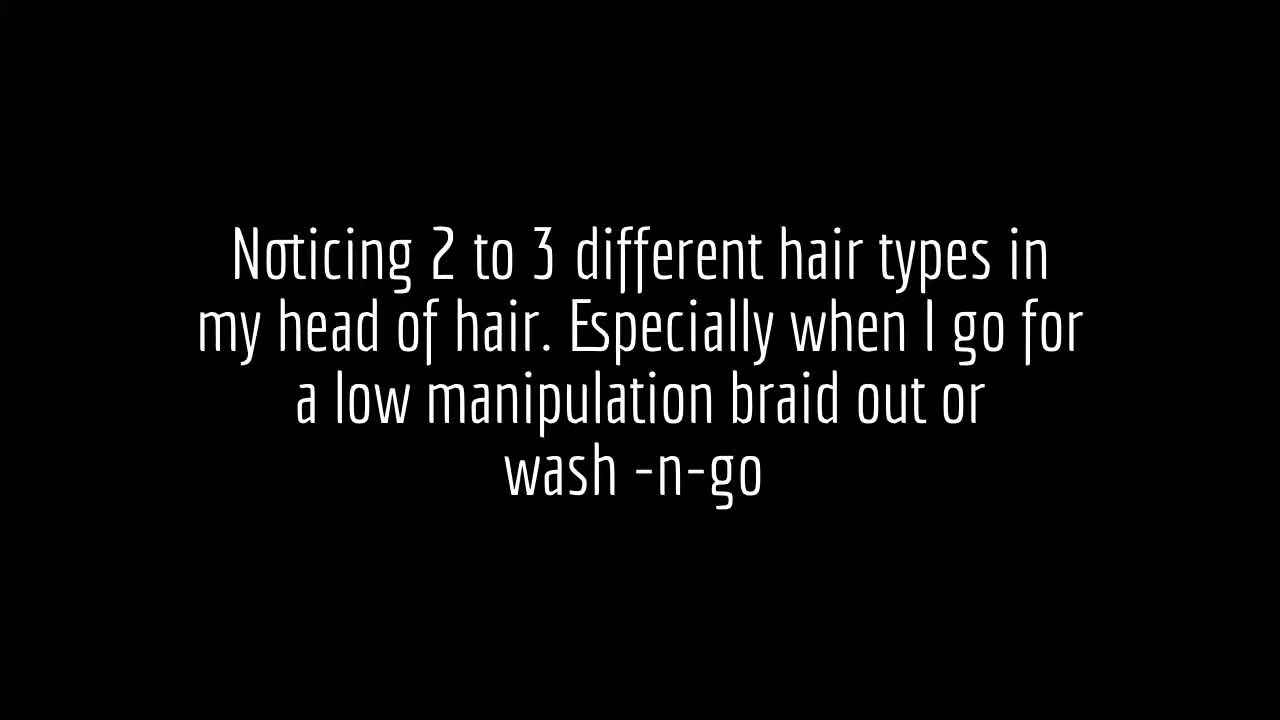 Noticing 2 to 3 different hair types in
my head of hair. Especially when I go for
a low manipulation braid out or
wash -n-go